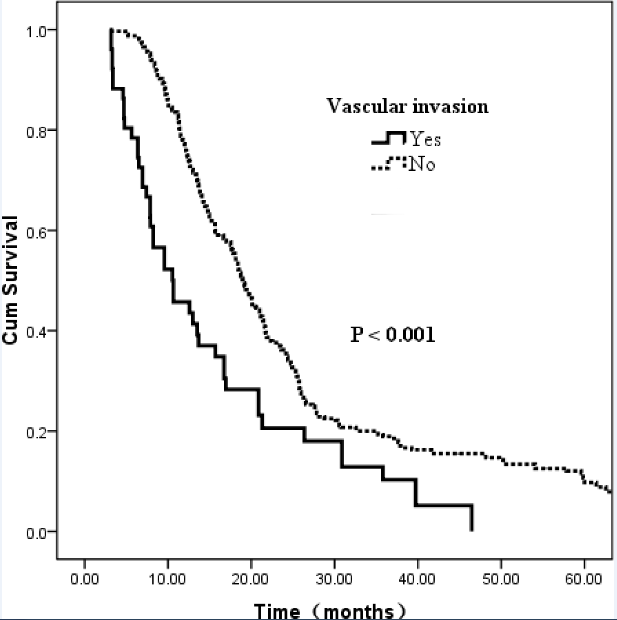 Cum Survival
1.0
0.8
0.6
0.4
0.2
0.0
Vascular invasion
Yes
No
P < 0.001
0.00 10.00 20.00 30.00 40.00 50.00 60.00
Time（months）